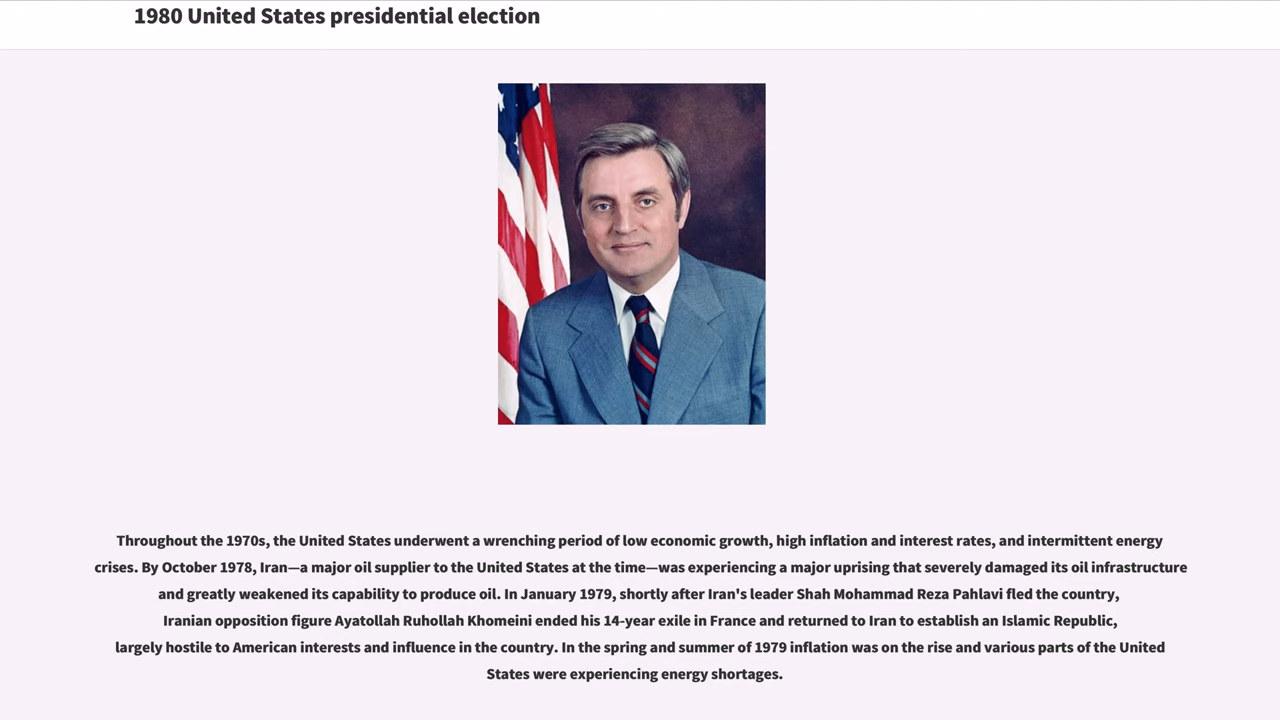 1980 United States presidential election
Throughout the 1970s, the United States underwent a wrenching period of low economic growth, high inflation and interest rates, and intermittent energy
crises. By October 1978, Iran—a major oil supplier to the United States at the time—was experiencing a major uprising that severely damaged its oil infrastructure
and greatly weakened its capability to produce oil. In January 1979, shortly after Iran's leader Shah Mohammad Reza Pahlavi fled the country,
Iranian opposition figure Ayatollah Ruhollah Khomeini ended his 14-year exile in France and returned to Iran to establish an Islamic Republic,
largely hostile to American interests and influence in the country. In the spring and summer of 1979 inflation was on the rise and various parts of the United
States were experiencing energy shortages.